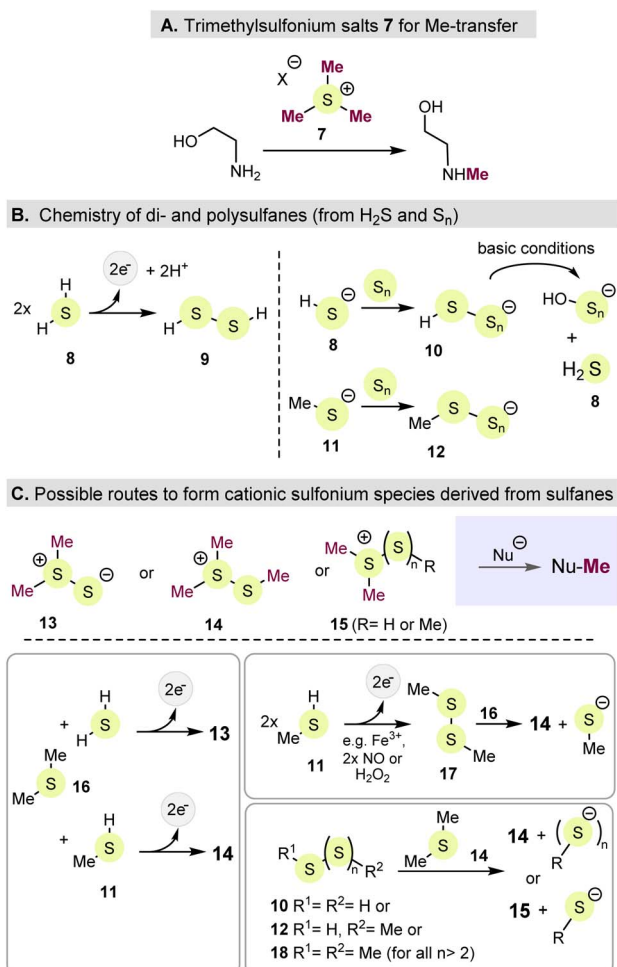 A. Trimethylsulfonium salts 7 for Me-transfer
X⊖
Me
S⊕
Me Me
7
HO
NH₂
OH
NHMe
B. Chemistry of di- and polysulfanes (from H₂S and Sₙ)
basic conditions
2e⁻ + 2H⁺
2x H S H
8
H S S H
9
H S⊖
8
Sₙ
H S Sₙ⊖
10
HO Sₙ⊖
+
H₂S
8
Me S⊖
11
Sₙ
Me S Sₙ⊖
12
C. Possible routes to form cationic sulfonium species derived from sulfanes
Me ⊕ S S ⊖ Me
13
or
⊕ Me S Me S Me
14
or
Me ⊕ S (S)ₙ R Me
15 (R= H or Me)
Nu⊖
Nu-Me
Me S Me
16
+ H S H
2e⁻
13
+ H S Me
11
2e⁻
14
2x H S Me
11
2e⁻
e.g. Fe³⁺,
2x NO or
H₂O₂
Me S S Me
17
16
14 + S⊖ Me
R¹ S (S)ₙ R²
Me S Me
14
14 + (S⊖)ₙ R
or
15 + S⊖ R
10 R¹= R²= H or
12 R¹= H, R²= Me or
18 R¹= R²= Me (for all n> 2)